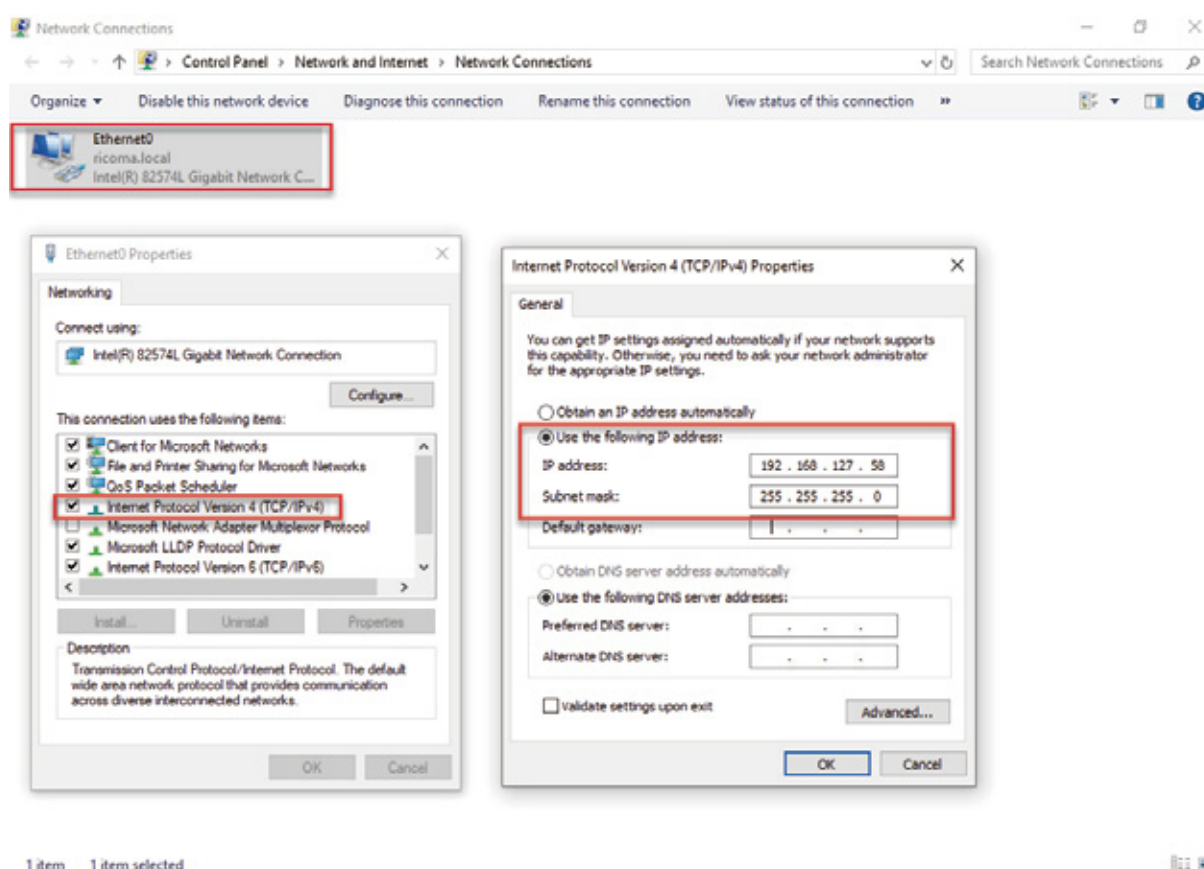 Network Connections
Control Panel > Network and Internet > Network Connections
Search Network Connections
Organize Disable this network device Diagnose this connection Rename this connection View status of this connection »
Ethernet0
ricoma.local
Intel(R) 82574L Gigabit Network C...
Ethernet0 Properties
Networking
Connect using:
Intel(R) 82574L Gigabit Network Connection
Configure...
This connection uses the following items:
Client for Microsoft Networks
File and Printer Sharing for Microsoft Networks
QoS Packet Scheduler
Internet Protocol Version 4 (TCP/IPv4)
Microsoft Network Adapter Multiplexor Protocol
Microsoft LLDP Protocol Driver
Internet Protocol Version 6 (TCP/IPv6)
Install... Uninstall Properties
Description
Transmission Control Protocol/Internet Protocol. The default
wide area network protocol that provides communication
across diverse interconnected networks.
OK Cancel
Internet Protocol Version 4 (TCP/IPv4) Properties
General
You can get IP settings assigned automatically if your network supports
this capability. Otherwise, you need to ask your network administrator
for the appropriate IP settings.
Obtain an IP address automatically
Use the following IP address:
IP address: 192 . 168 . 127 . 58
Subnet mask: 255 . 255 . 255 . 0
Default gateway: . . .
Obtain DNS server address automatically
Use the following DNS server addresses:
Preferred DNS server: . . .
Alternate DNS server: . . .
Validate settings upon exit
Advanced...
OK Cancel
1 item 1 item selected